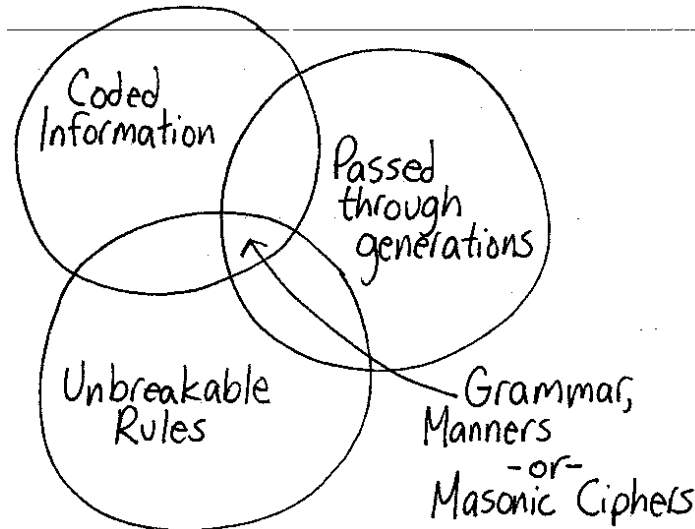 Coded
Information
Passed
through
generations
Unbreakable
Rules
Grammar,
Manners
-or-
Masonic Ciphers